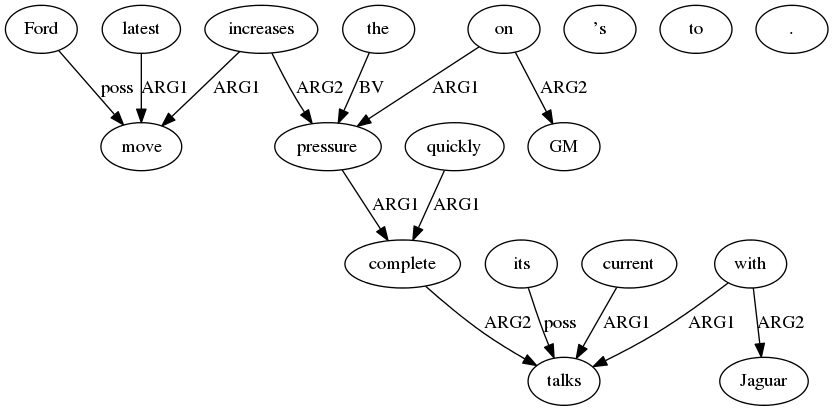 Ford latest increases the on ’s to .
poss ARG1 ARG1 ARG2 BV ARG1 ARG2
move pressure quickly GM
ARG1 ARG1
complete its current with
ARG2 poss ARG1 ARG1 ARG2
talks Jaguar